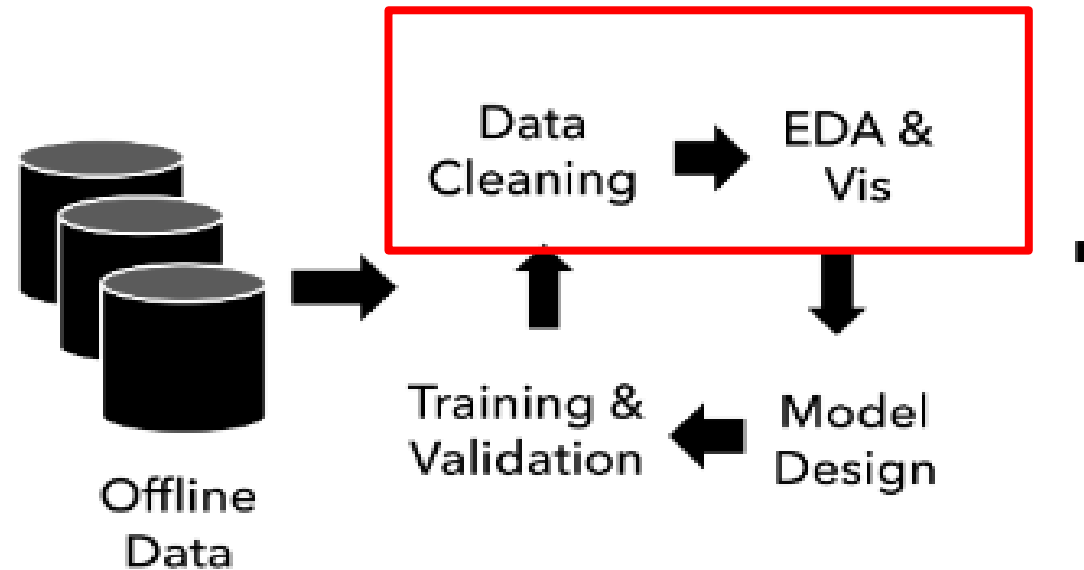 Data
Cleaning
EDA &
Vis
Training &
Validation
Model
Design
Offline
Data